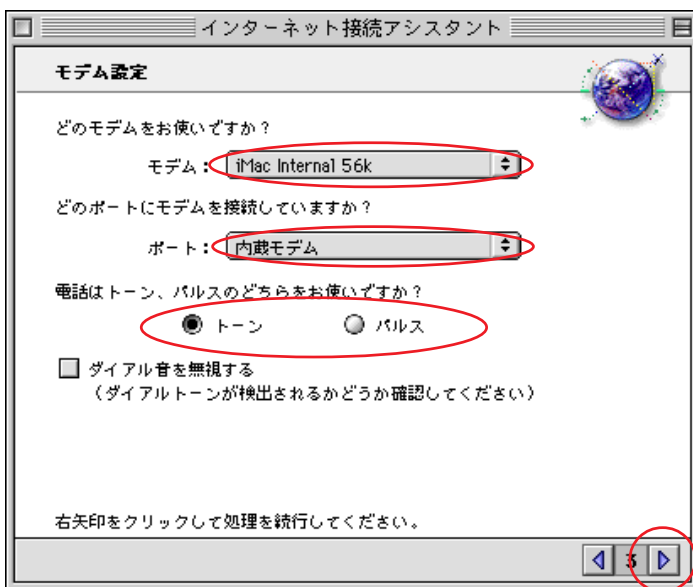 インターネット接続アシスタント
モデム設定
どのモデムをお使いですか？
モデム： iMac Internal 56k
どのポートにモデムを接続していますか？
ポート： 内蔵モデム
電話はトーン、パルスのどちらをお使いですか？
トーン パルス
ダイアル音を無視する
（ダイアルトーンが検出されるかどうか確認してください）
右矢印をクリックして処理を続行してください。
3